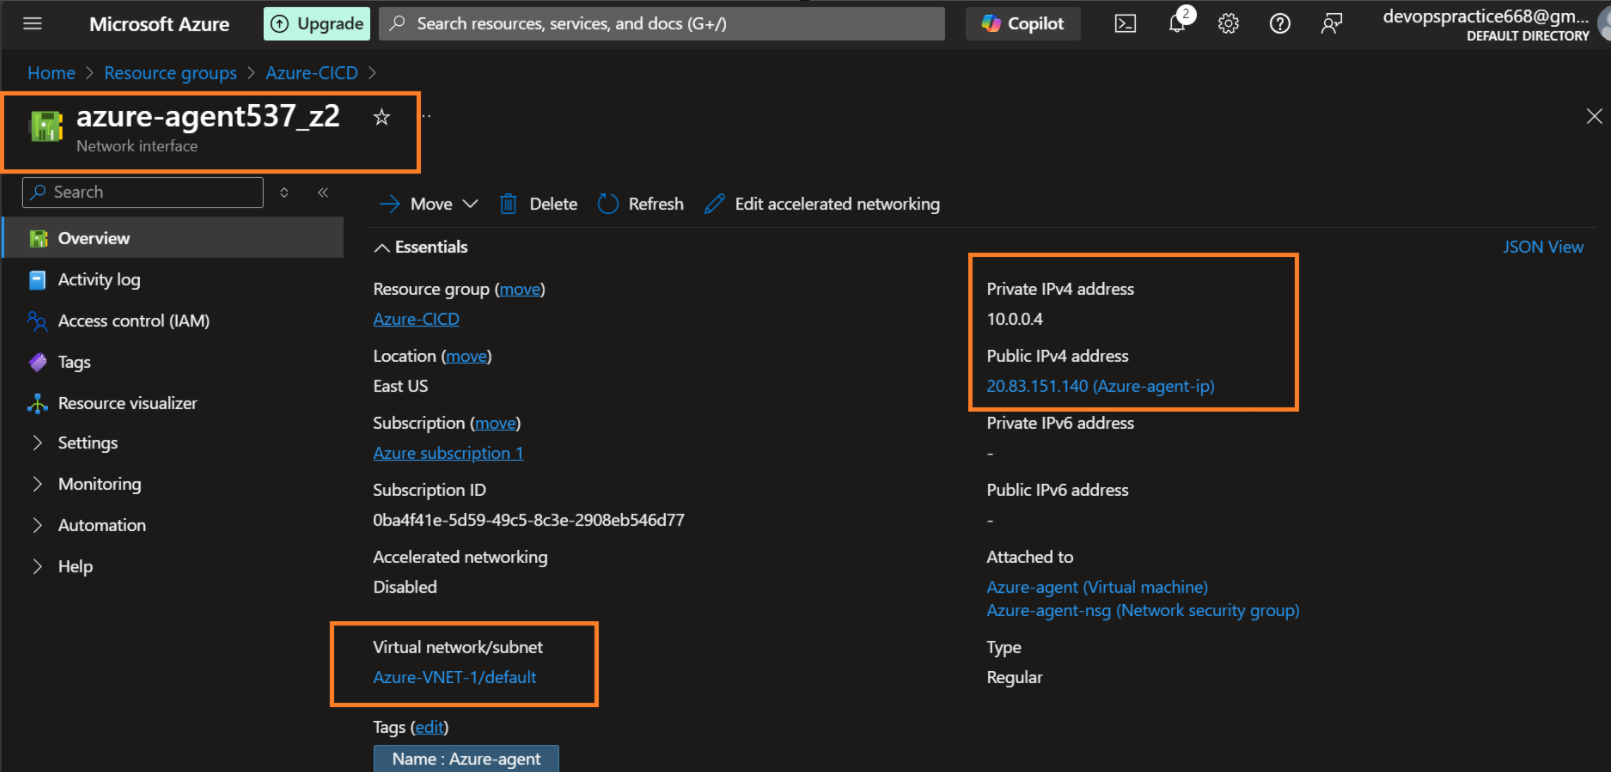 Microsoft Azure
Upgrade
Search resources, services, and docs (G+/)
Copilot
2
devopspractice668@gm...
DEFAULT DIRECTORY
Home > Resource groups > Azure-CICD >
azure-agent537_z2
Network interface
Search
Overview
Activity log
Access control (IAM)
Tags
Resource visualizer
Settings
Monitoring
Automation
Help
Move
Delete
Refresh
Edit accelerated networking
Essentials
JSON View
Resource group (move)
Azure-CICD
Location (move)
East US
Subscription (move)
Azure subscription 1
Subscription ID
0ba4f41e-5d59-49c5-8c3e-2908eb546d77
Accelerated networking
Disabled
Virtual network/subnet
Azure-VNET-1/default
Tags (edit)
Name : Azure-agent
Private IPv4 address
10.0.0.4
Public IPv4 address
20.83.151.140 (Azure-agent-ip)
Private IPv6 address
-
Public IPv6 address
-
Attached to
Azure-agent (Virtual machine)
Azure-agent-nsg (Network security group)
Type
Regular